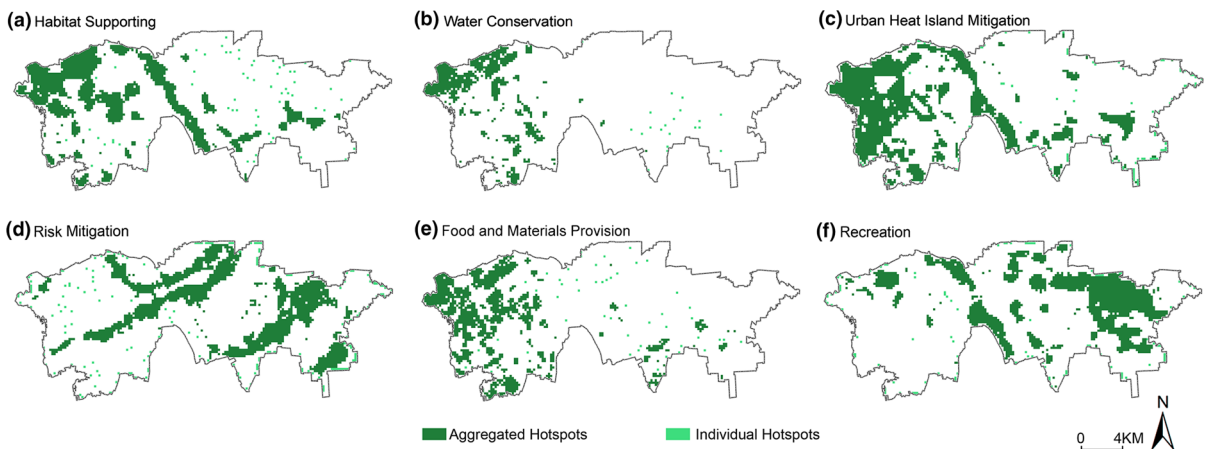 (a) Habitat Supporting
(b) Water Conservation
(c) Urban Heat Island Mitigation
(d) Risk Mitigation
(e) Food and Materials Provision
(f) Recreation
Aggregated Hotspots
Individual Hotspots
N
0 4KM